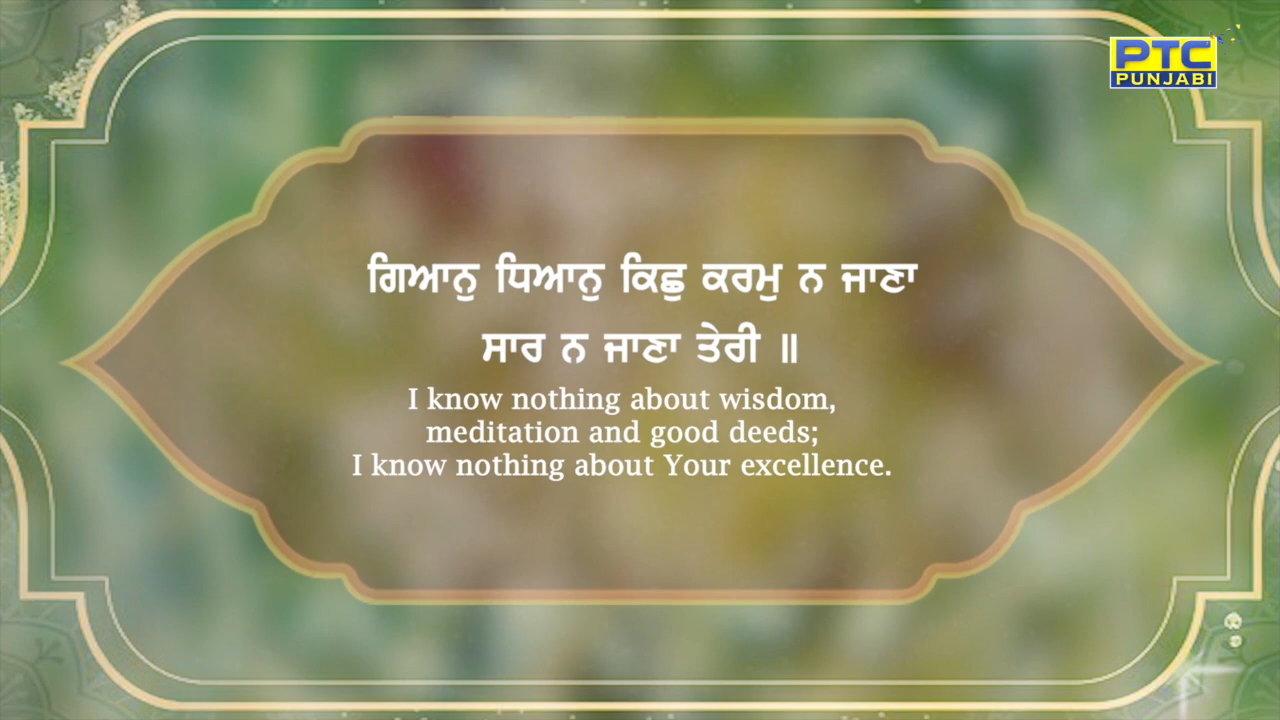 PTC
PUNJABI
ਗਿਆਨੁ ਧਿਆਨੁ ਕਿਛੁ ਕਰਮੁ ਨ ਜਾਣਾ
ਸਾਰ ਨ ਜਾਣਾ ਤੇਰੀ ॥
I know nothing about wisdom,
meditation and good deeds;
I know nothing about Your excellence.